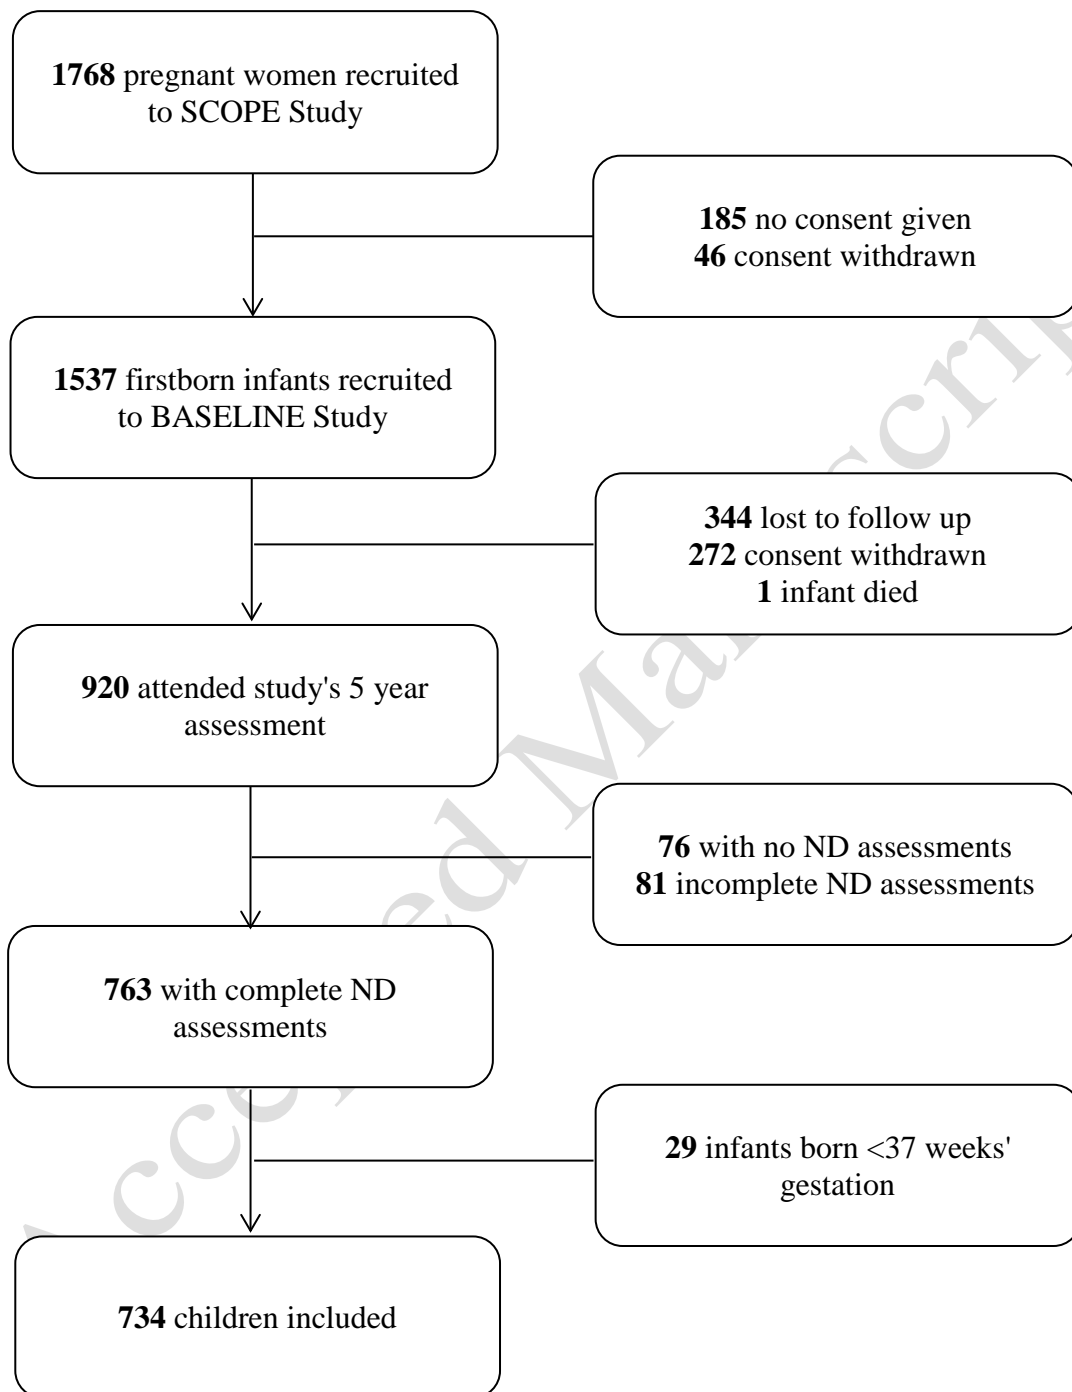 1768 pregnant women recruited
to SCOPE Study
185 no consent given
46 consent withdrawn
1537 firstborn infants recruited
to BASELINE Study
344 lost to follow up
272 consent withdrawn
1 infant died
920 attended study's 5 year
assessment
76 with no ND assessments
81 incomplete ND assessments
763 with complete ND
assessments
29 infants born <37 weeks'
gestation
734 children included
Accepted Manuscrip